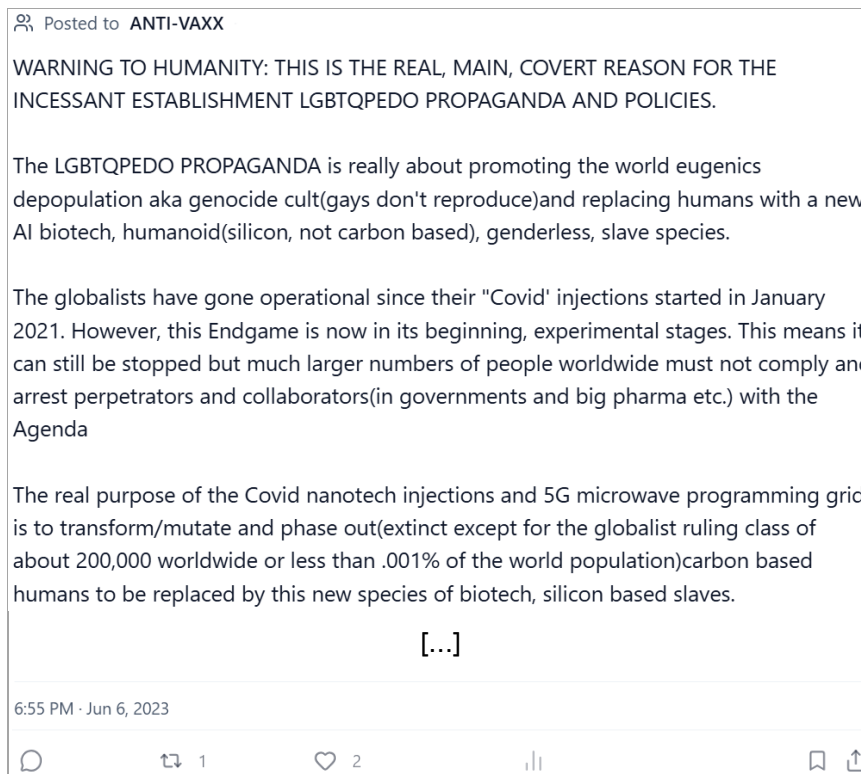 Posted to ANTI-VAXX
WARNING TO HUMANITY: THIS IS THE REAL, MAIN, COVERT REASON FOR THE
INCESSANT ESTABLISHMENT LGBTQPEDO PROPAGANDA AND POLICIES.
The LGBTQPEDO PROPAGANDA is really about promoting the world eugenics
depopulation aka genocide cult(gays don't reproduce)and replacing humans with a new
AI biotech, humanoid(silicon, not carbon based), genderless, slave species.
The globalists have gone operational since their "Covid' injections started in January
2021. However, this Endgame is now in its beginning, experimental stages. This means it
can still be stopped but much larger numbers of people worldwide must not comply and
arrest perpetrators and collaborators(in governments and big pharma etc.) with the
Agenda
The real purpose of the Covid nanotech injections and 5G microwave programming grid
is to transform/mutate and phase out(extinct except for the globalist ruling class of
about 200,000 worldwide or less than .001% of the world population)carbon based
humans to be replaced by this new species of biotech, silicon based slaves.
[...]
6:55 PM · Jun 6, 2023
1 2